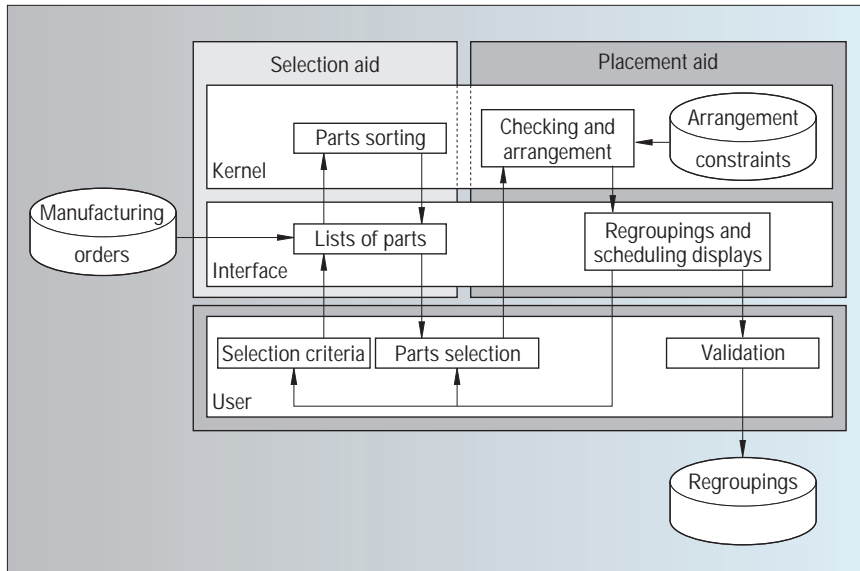 Selection aid
Placement aid
Parts sorting
Checking and
arrangement
Arrangement
constraints
Kernel
Manufacturing
orders
Lists of parts
Regroupings and
scheduling displays
Interface
Selection criteria
Parts selection
Validation
User
Regroupings